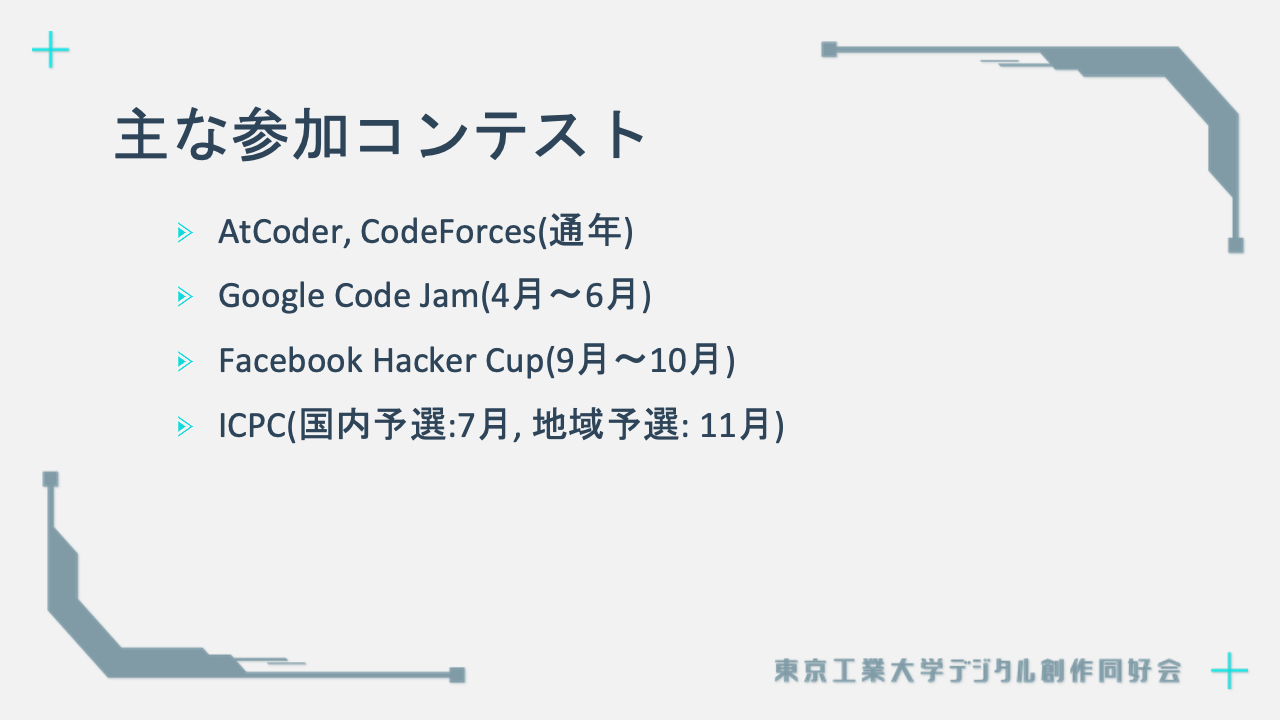 主な参加コンテスト
AtCoder, CodeForces(通年)
Google Code Jam(4月～6月)
Facebook Hacker Cup(9月～10月)
ICPC(国内予選:7月, 地域予選: 11月)
東京工業大学デジタル創作同好会